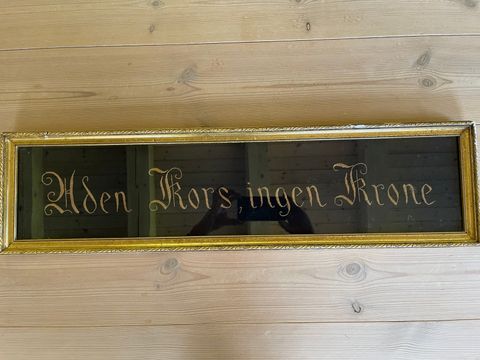 Uden Kors, ingen Krone